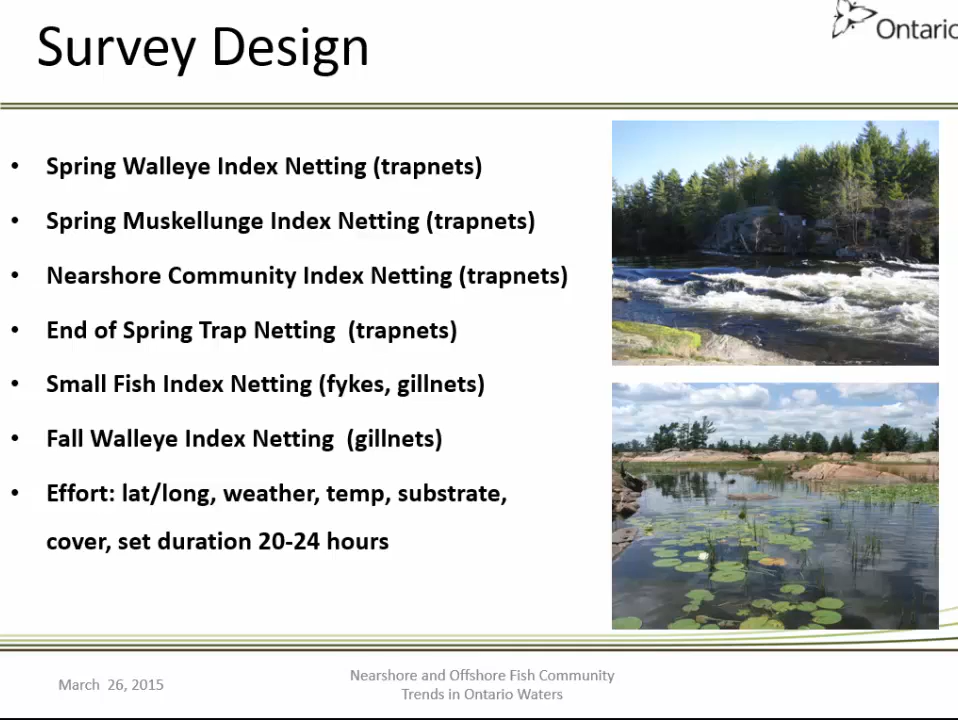 Survey Design
Ontario
• Spring Walleye Index Netting (trapnets)
• Spring Muskellunge Index Netting (trapnets)
• Nearshore Community Index Netting (trapnets)
• End of Spring Trap Netting  (trapnets)
• Small Fish Index Netting (fykes, gillnets)
• Fall Walleye Index Netting  (gillnets)
• Effort: lat/long, weather, temp, substrate,
cover, set duration 20-24 hours
March  26, 2015
Nearshore and Offshore Fish Community
Trends in Ontario Waters